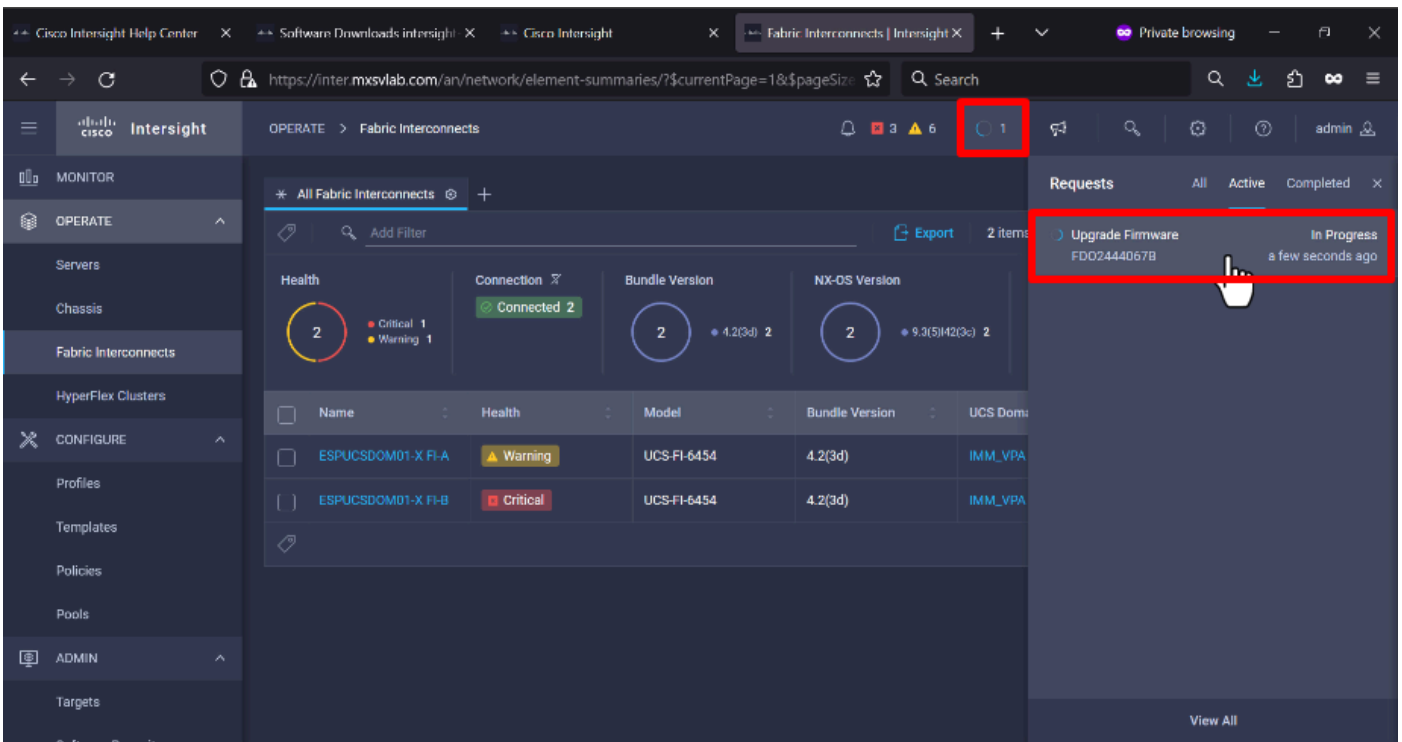 Cisco Intersight Help Center
Software Downloads intersight-
Cisco Intersight
Fabric Interconnects | Intersight
Private browsing
https://inter.mxsvlab.com/an/network/element-summaries/?$currentPage=1&$pageSize
Search
cisco Intersight
OPERATE > Fabric Interconnects
3
6
1
admin
MONITOR
OPERATE
Servers
Chassis
Fabric Interconnects
HyperFlex Clusters
CONFIGURE
Profiles
Templates
Policies
Pools
ADMIN
Targets
All Fabric Interconnects
Add Filter
Export
2 items
Health
2
Critical 1
Warning 1
Connection
Connected 2
Bundle Version
2
4.2(3d) 2
NX-OS Version
2
9.3(5)I42(3c) 2
Name Health Model Bundle Version UCS Doma
ESPUCSDOM01-X FI-A Warning UCS-FI-6454 4.2(3d) IMM_VPA
ESPUCSDOM01-X FI-B Critical UCS-FI-6454 4.2(3d) IMM_VPA
Requests All Active Completed
Upgrade Firmware In Progress
FDO2444067B a few seconds ago
View All